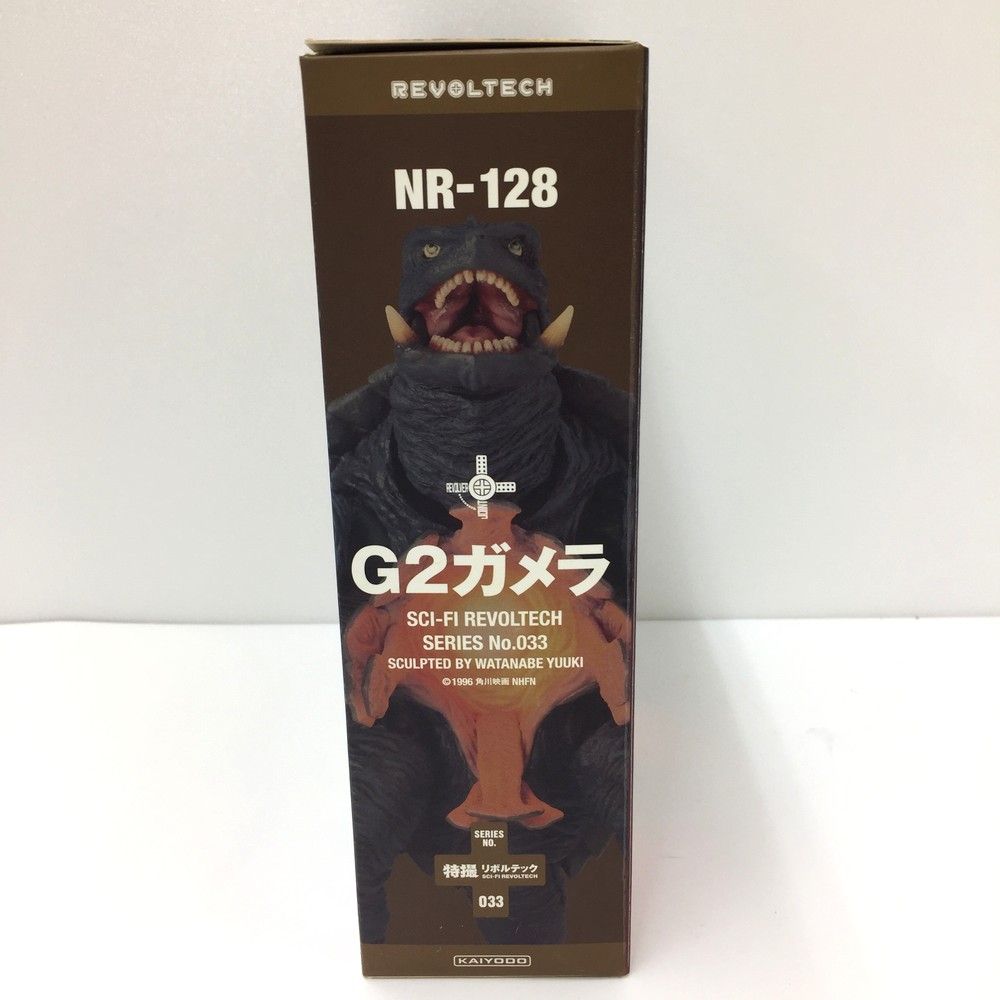 REVOLTECH
NR-128
REVOLVER
JOINT
G2ガメラ
SCI-FI REVOLTECH
SERIES No.033
SCULPTED BY WATANABE YUUKI
©1996 角川映画 NHFN
SERIES
NO.
特撮 リボルテック
SCI-FI REVOLTECH
033
KAIYODO